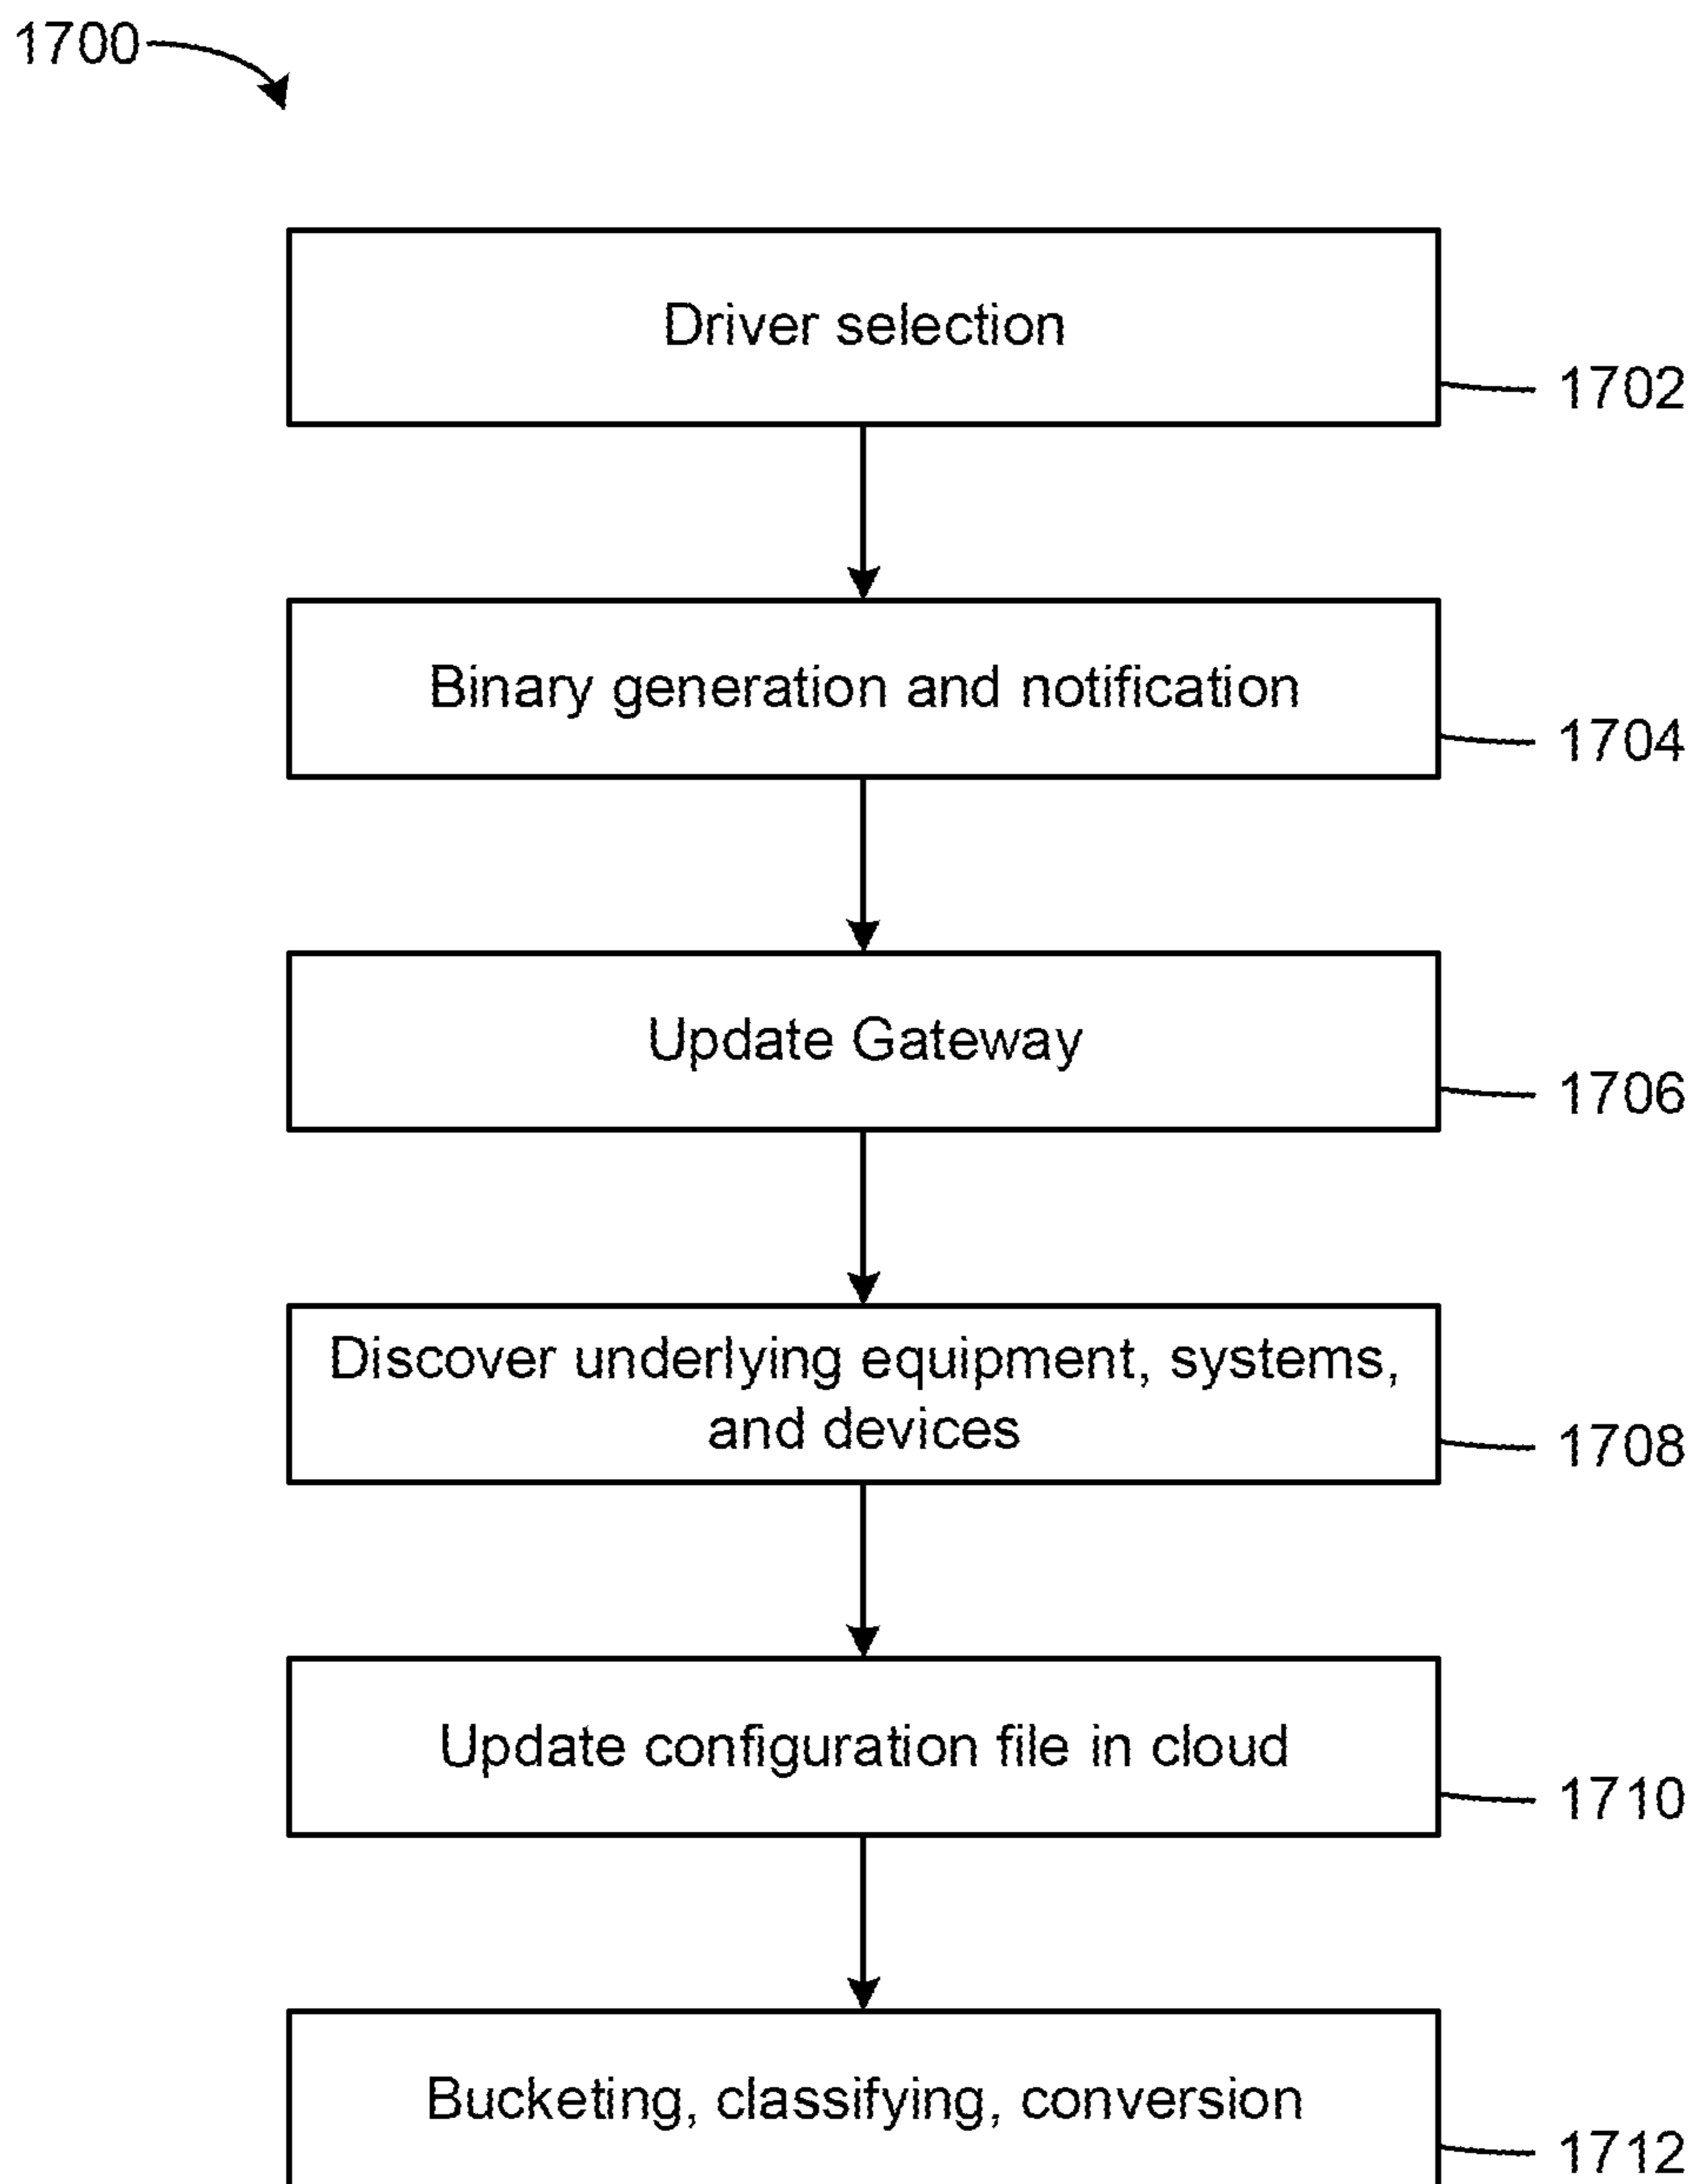 1700
Driver selection
1702
Binary generation and notification
1704
Update Gateway
1706
Discover underlying equipment, systems,
and devices
1708
Update configuration file in cloud
1710
Bucketing, classifying, conversion
1712